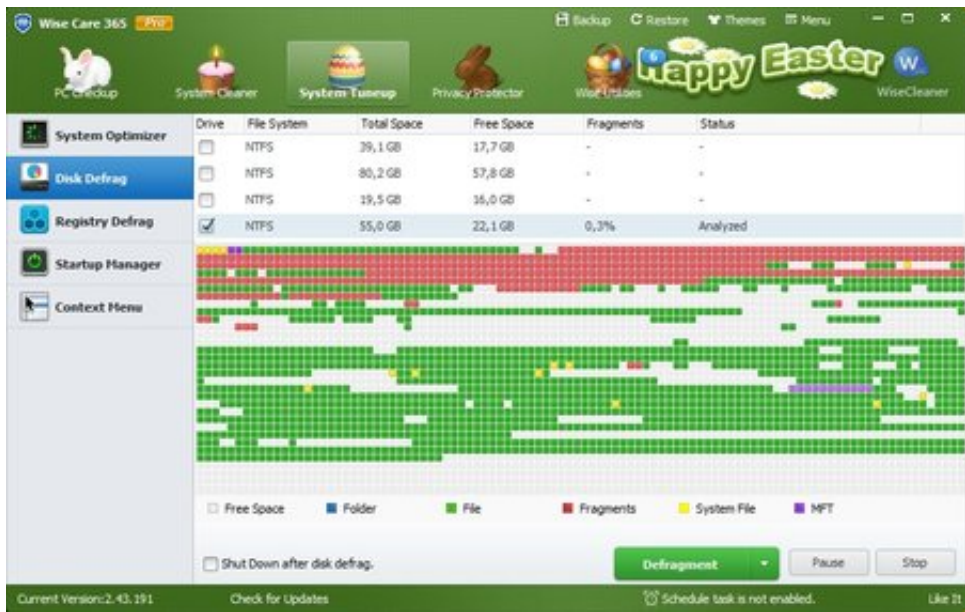 Wise Care 365 Pro Backup Restore Themes Menu
Happy Easter
PC Checkup System Cleaner System Tuneup Privacy Protector Wise Utilities 6 WiseCleaner
Drive File System Total Space Free Space Fragments Status
System Optimizer
NTFS 39,1 GB 17,7 GB - -
Disk Defrag
NTFS 80,2 GB 57,8 GB - -
NTFS 19,5 GB 16,0 GB - -
Registry Defrag
NTFS 55,0 GB 22,1 GB 0,3% Analyzed
Startup Manager
Context Menu
Free Space Folder File Fragments System File MFT
Shut Down after disk defrag. Defragment Pause Stop
Current Version:2.43.191 Check for Updates Schedule task is not enabled. Like It